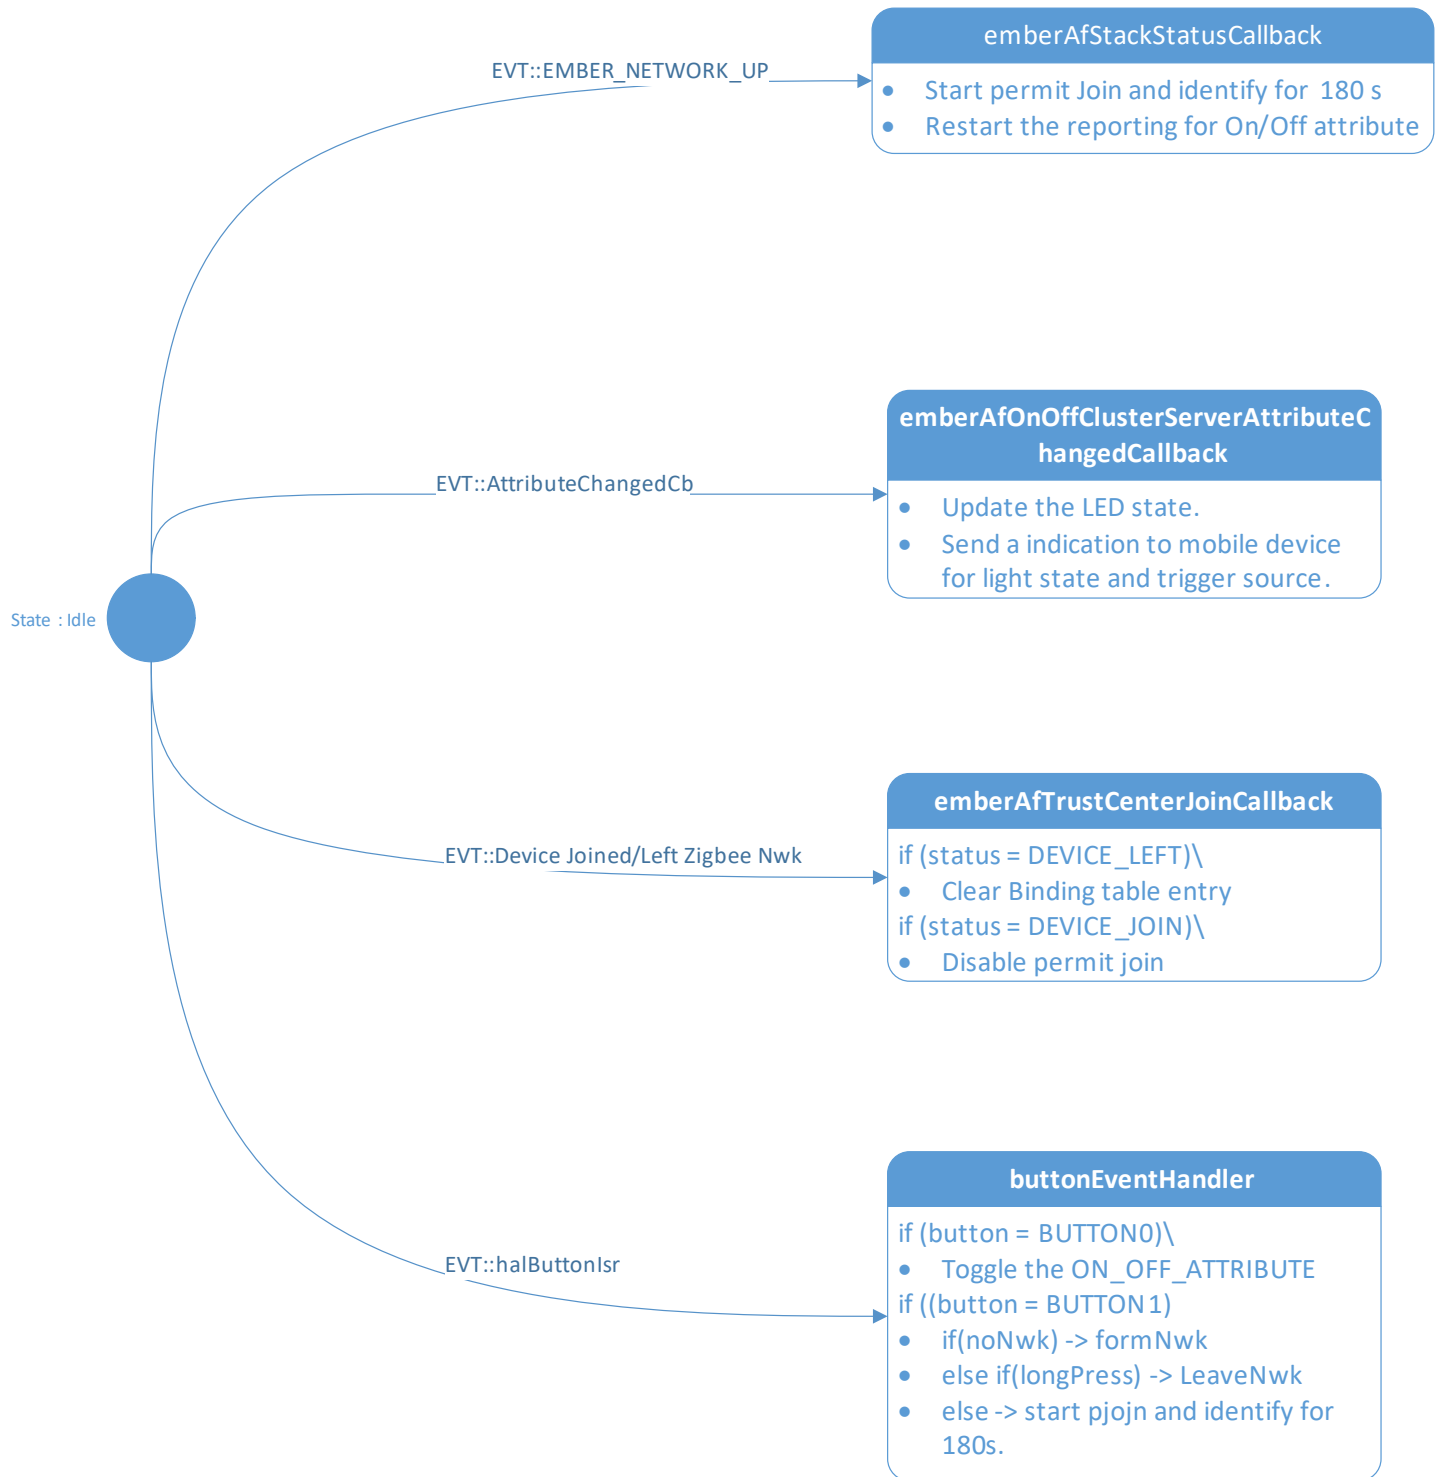 emberAfStackStatusCallback
EVT::EMBER_NETWORK_UP
• Start permit Join and identify for 180 s
• Restart the reporting for On/Off attribute
emberAfOnOffClusterServerAttributeC
hangedCallback
EVT::AttributeChangedCb
• Update the LED state.
• Send a indication to mobile device
for light state and trigger source.
State : Idle
emberAfTrustCenterJoinCallback
EVT::Device Joined/Left Zigbee Nwk
if (status = DEVICE_LEFT)\
• Clear Binding table entry
if (status = DEVICE_JOIN)\
• Disable permit join
buttonEventHandler
EVT::halButtonIsr
if (button = BUTTON0)\
• Toggle the ON_OFF_ATTRIBUTE
if ((button = BUTTON1)
• if(noNwk) -> formNwk
• else if(longPress) -> LeaveNwk
• else -> start pjojn and identify for
180s.